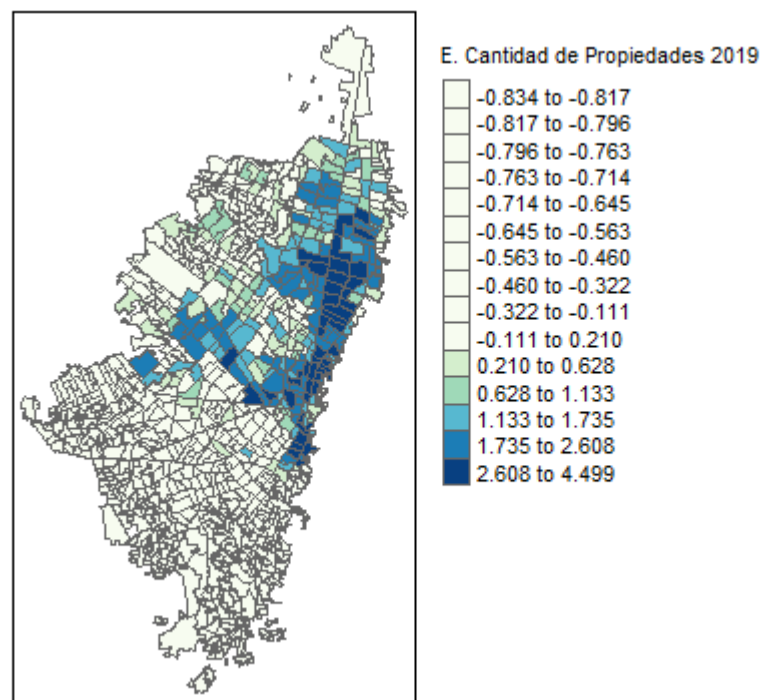 E. Cantidad de Propiedades 2019
-0.834 to -0.817
-0.817 to -0.796
-0.796 to -0.763
-0.763 to -0.714
-0.714 to -0.645
-0.645 to -0.563
-0.563 to -0.460
-0.460 to -0.322
-0.322 to -0.111
-0.111 to 0.210
0.210 to 0.628
0.628 to 1.133
1.133 to 1.735
1.735 to 2.608
2.608 to 4.499